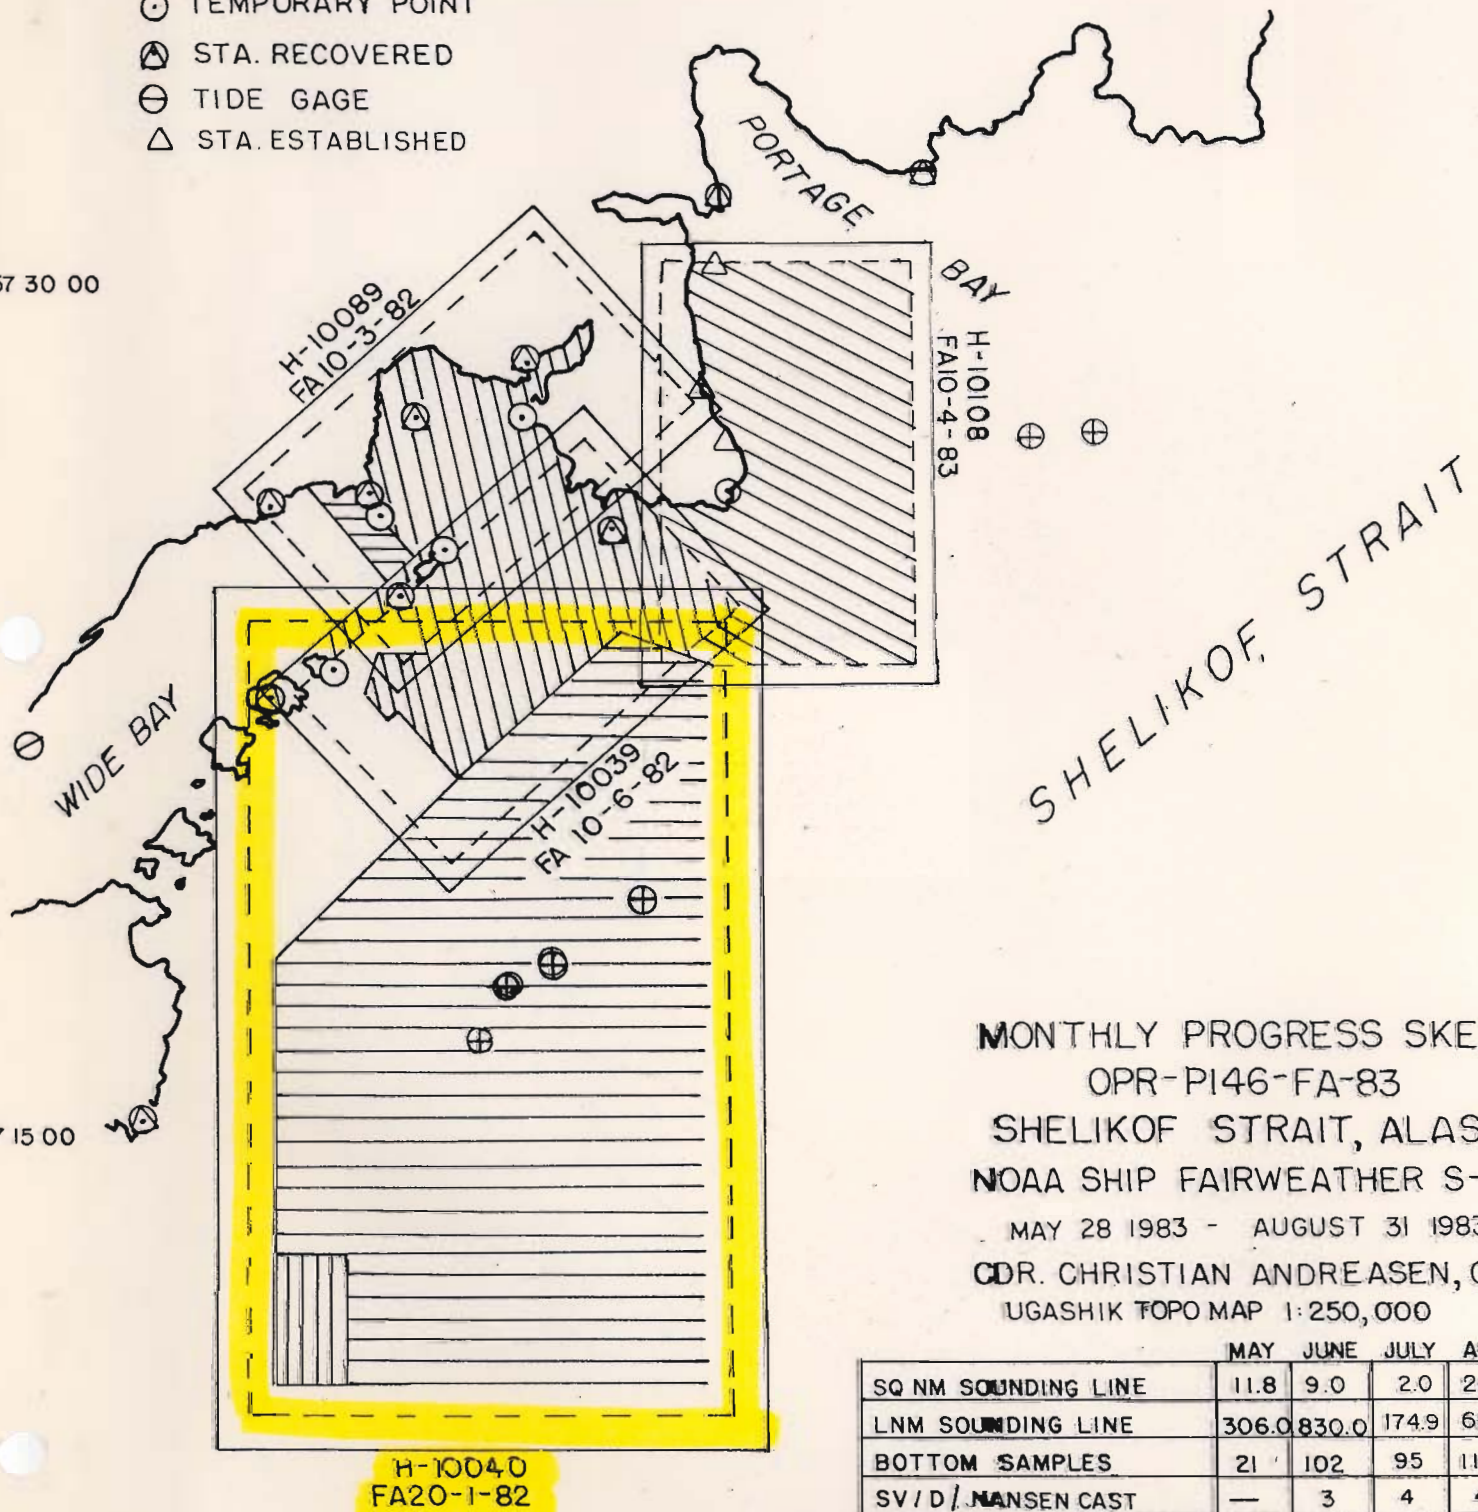 TEMPORARY POINT
STA. RECOVERED
TIDE GAGE
STA. ESTABLISHED
PORTAGE
BAY
57 30 00
H-10089
FA10-3-82
H-10108
FA10-4-83
SHELIKOF STRAIT
WIDE BAY
H-10039
FA 10-6-82
15 00
H-10040
FA20-1-82
MONTHLY PROGRESS SKE
OPR-P146-FA-83
SHELIKOF STRAIT, ALAS
NOAA SHIP FAIRWEATHER S-
MAY 28 1983 - AUGUST 31 1983
CDR. CHRISTIAN ANDREASEN,
UGASHIK TOPO MAP 1:250,000
MAY JUNE JULY A
SQ NM SOUNDING LINE 11.8 9.0 2.0 2
LNM SOUNDING LINE 306.0 830.0 174.9 6
BOTTOM SAMPLES 21 102 95 11
SV/D/NANSEN CAST — 3 4